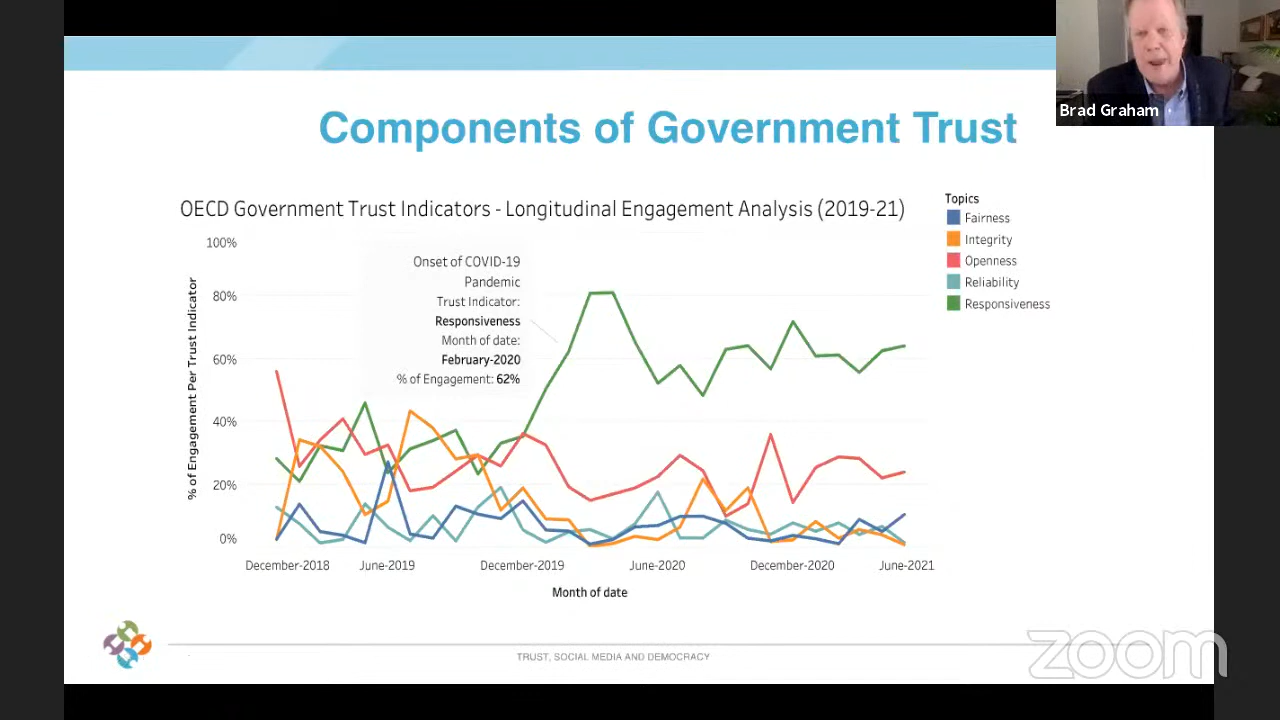 Brad Graham
Components of Government Trust
OECD Government Trust Indicators - Longitudinal Engagement Analysis (2019-21)
Topics
Fairness
Integrity
Openness
Reliability
Responsiveness
% of Engagement Per Trust Indicator
100%
80%
60%
40%
20%
0%
Onset of COVID-19
Pandemic
Trust Indicator:
Responsiveness
Month of date:
February-2020
% of Engagement: 62%
December-2018 June-2019 December-2019 June-2020 December-2020 June-2021
Month of date
TRUST, SOCIAL MEDIA AND DEMOCRACY
zoom